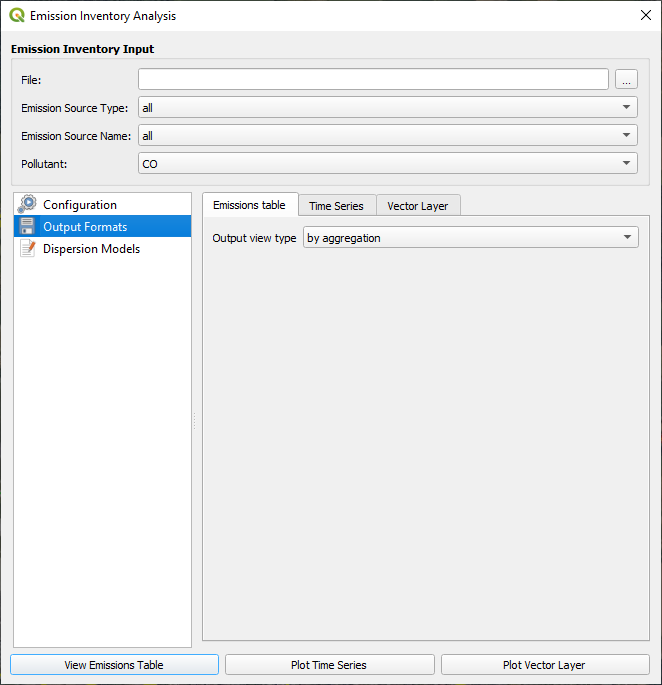 Emission Inventory Analysis
Emission Inventory Input
File:
...
Emission Source Type: all
Emission Source Name: all
Pollutant: CO
Configuration
Output Formats
Dispersion Models
Emissions table Time Series Vector Layer
Output view type by aggregation
View Emissions Table Plot Time Series Plot Vector Layer